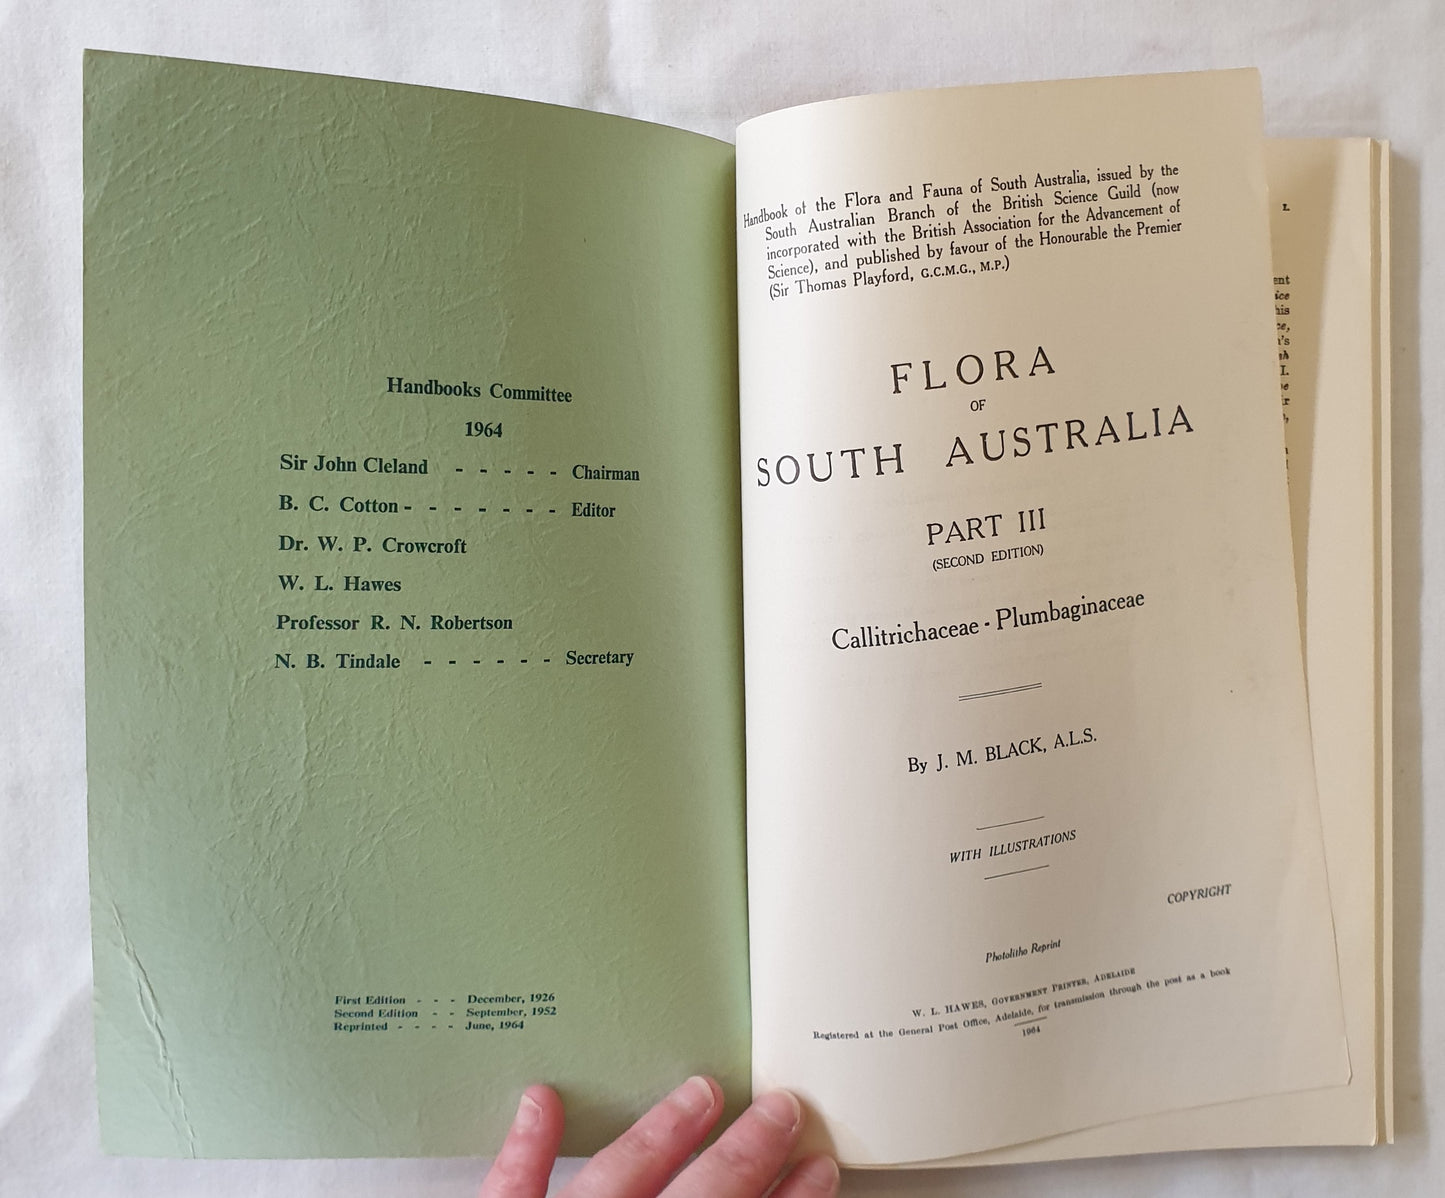 Handbooks Committee
1964
Sir John Cleland - - - - - Chairman
B. C. Cotton - - - - - - - Editor
Dr. W. P. Crowcroft
W. L. Hawes
Professor R. N. Robertson
N. B. Tindale - - - - - - Secretary
First Edition - - - December, 1926
Second Edition - - September, 1952
Reprinted - - - - June, 1964
Handbook of the Flora and Fauna of South Australia, issued by the
South Australian Branch of the British Science Guild (now
incorporated with the British Association for the Advancement of
Science), and published by favour of the Honourable the Premier
(Sir Thomas Playford, G.C.M.G., M.P.)
FLORA
OF
SOUTH AUSTRALIA
PART III
(SECOND EDITION)
Callitrichaceae - Plumbaginaceae
By J. M. BLACK, A.L.S.
WITH ILLUSTRATIONS
COPYRIGHT
Photolitho Reprint
W. L. HAWES, GOVERNMENT PRINTER, ADELAIDE
Registered at the General Post Office, Adelaide, for transmission through the post as a book
1964